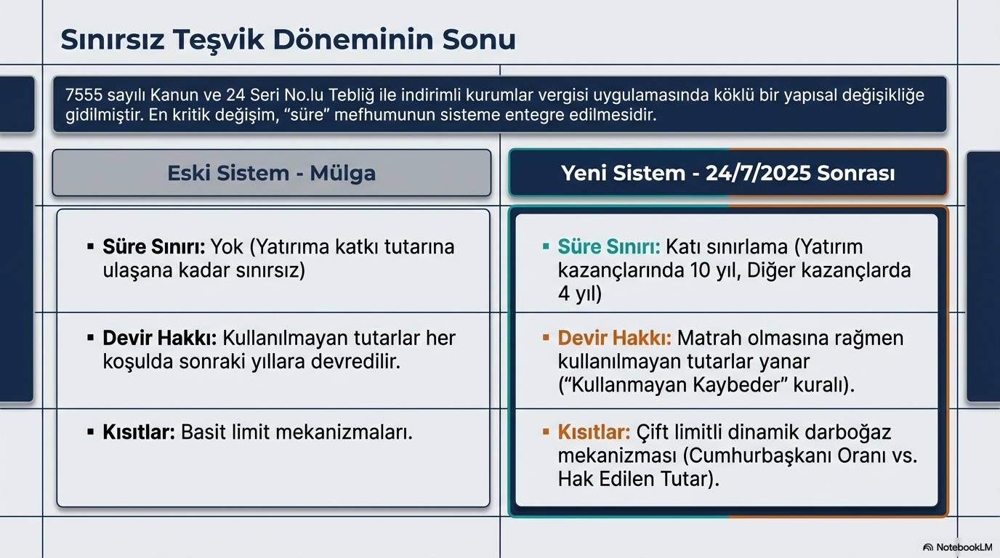 Sınırsız Teşvik Döneminin Sonu
7555 sayılı Kanun ve 24 Seri No.lu Tebliğ ile indirimli kurumlar vergisi uygulamasında köklü bir yapısal değişikliğe
gidilmiştir. En kritik değişim, “süre” mefhumunun sisteme entegre edilmesidir.
Eski Sistem - Mülga
▪ Süre Sınırı: Yok (Yatırıma katkı tutarına
ulaşana kadar sınırsız)
▪ Devir Hakkı: Kullanılmayan tutarlar her
koşulda sonraki yıllara devredilir.
▪ Kısıtlar: Basit limit mekanizmaları.
Yeni Sistem - 24/7/2025 Sonrası
▪ Süre Sınırı: Katı sınırlama (Yatırım
kazançlarında 10 yıl, Diğer kazançlarda
4 yıl)
▪ Devir Hakkı: Matrah olmasına rağmen
kullanılmayan tutarlar yanar
(“Kullanmayan Kaybeder” kuralı).
▪ Kısıtlar: Çift limitli dinamik darboğaz
mekanizması (Cumhurbaşkanı Oranı vs.
Hak Edilen Tutar).
NotebookLM